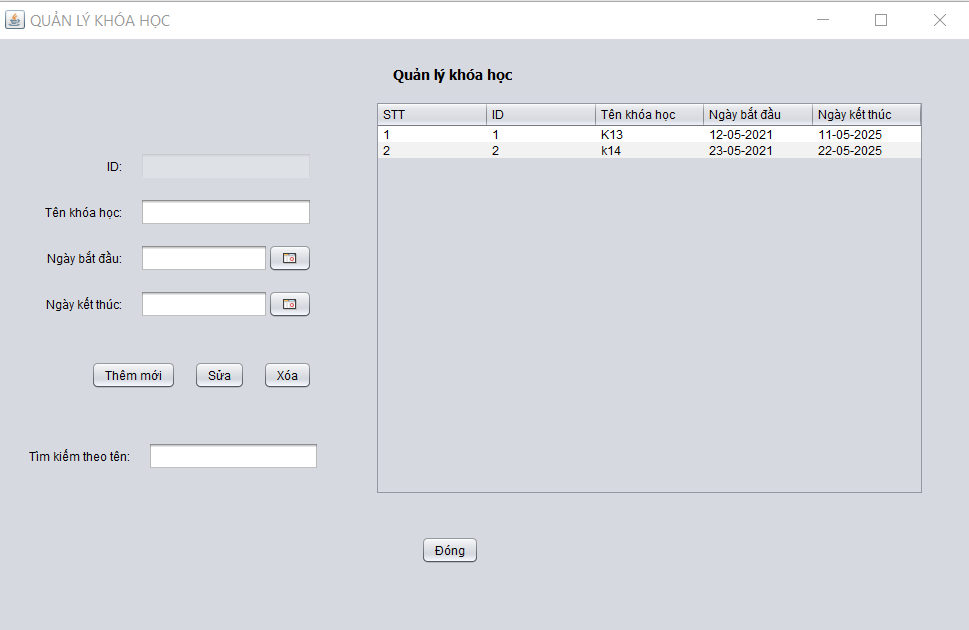 QUẢN LÝ KHÓA HỌC
Quản lý khóa học
STT ID Tên khóa học Ngày bắt đầu Ngày kết thúc
1 1 K13 12-05-2021 11-05-2025
2 2 k14 23-05-2021 22-05-2025
ID:
Tên khóa học:
Ngày bắt đầu:
Ngày kết thúc:
Thêm mới Sửa Xóa
Tìm kiếm theo tên:
Đóng